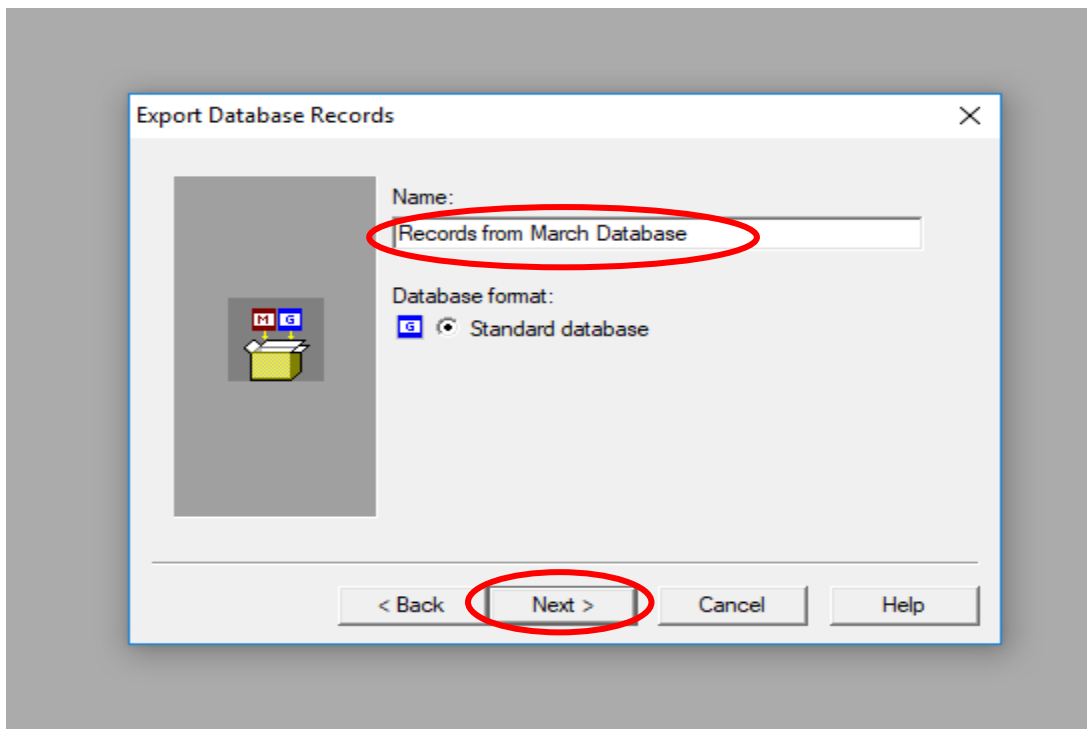 Export Database Records
Name:
Records from March Database
Database format:
G Standard database
M G
< Back Next > Cancel Help